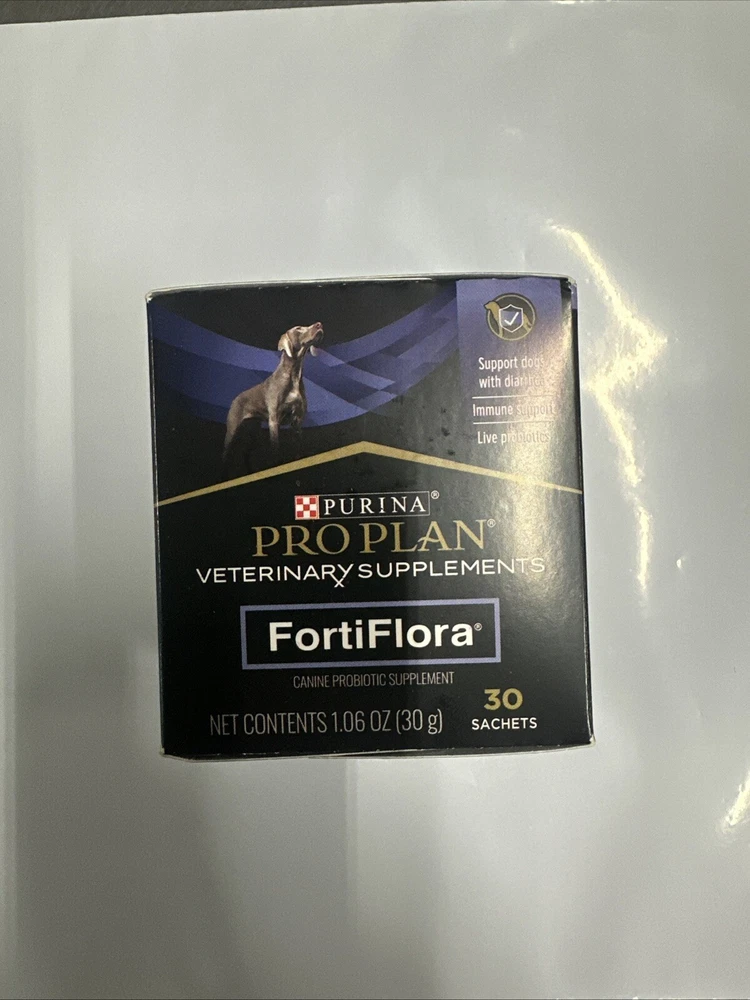 Support dogs
with diarrhea
Immune support
Live probiotics
PURINA®
PRO PLAN®
VETERINARY SUPPLEMENTS
FortiFlora®
CANINE PROBIOTIC SUPPLEMENT
30
NET CONTENTS 1.06 OZ (30 g)
SACHETS